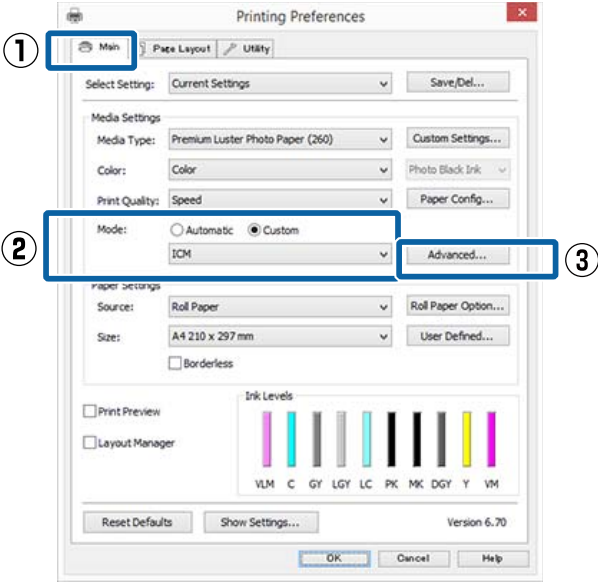 Printing Preferences
1 Main Page Layout Utility
Select Setting: Current Settings Save/Del...
Media Settings
Media Type: Premium Luster Photo Paper (260) Custom Settings...
Color: Color Photo Black Ink
Print Quality: Speed Paper Config...
2 Mode: Automatic Custom
ICM Advanced... 3
Paper Settings
Source: Roll Paper Roll Paper Option...
Size: A4 210 x 297 mm User Defined...
Borderless
Ink Levels
Print Preview
Layout Manager
VLM C GY LGY LC PK MK DGY Y VM
Reset Defaults Show Settings... Version 6.70
OK Cancel Help